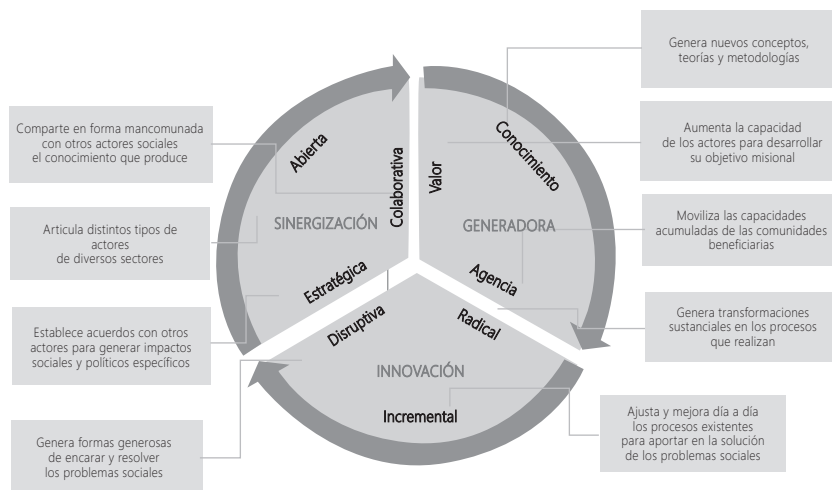 Genera nuevos conceptos,
teorías y metodologías
Comparte en forma mancomunada
con otros actores sociales
el conocimiento que produce
Aumenta la capacidad
de los actores para desarrollar
su objetivo misional
Articula distintos tipos de
actores
de diversos sectores
Moviliza las capacidades
acumuladas de las comunidades
beneficiarias
Establece acuerdos con otros
actores para generar impactos
sociales y políticos específicos
Genera transformaciones
sustanciales en los procesos
que realizan
Genera formas generosas
de encarar y resolver
los problemas sociales
Ajusta y mejora día a día
los procesos existentes
para aportar en la solución
de los problemas sociales
Abierta
Colaborativa
SINERGIZACIÓN
Estratégica
Valor
Conocimiento
GENERADORA
Agencia
Disruptiva
Radical
INNOVACIÓN
Incremental